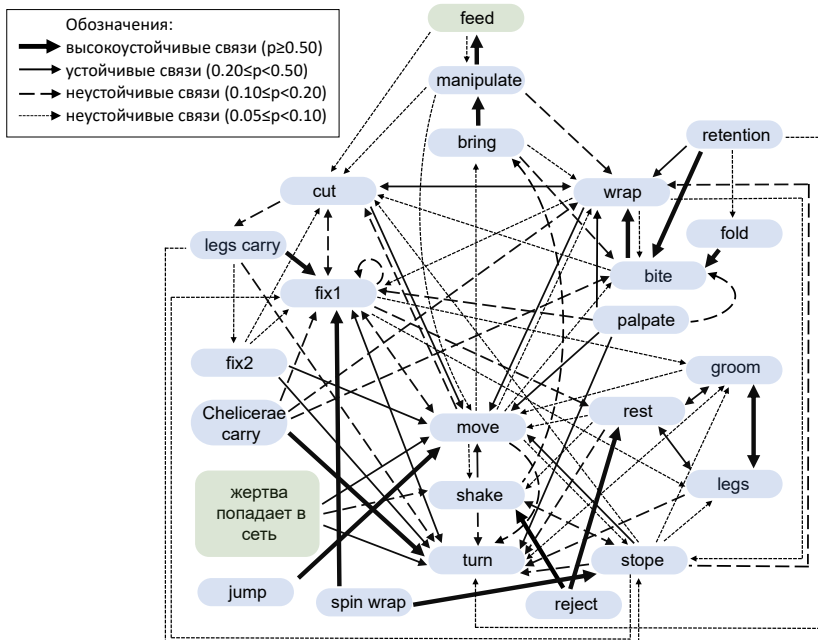 Обозначения:
высокоустойчивые связи (p≥0.50)
устойчивые связи (0.20≤p<0.50)
неустойчивые связи (0.10≤p<0.20)
неустойчивые связи (0.05≤p<0.10)
feed
manipulate
bring
retention
cut
wrap
legs carry
fold
bite
fix1
palpate
fix2
groom
Chelicerae
carry
rest
move
жертва
попадает в
сеть
shake
legs
turn
stope
jump
spin wrap
reject